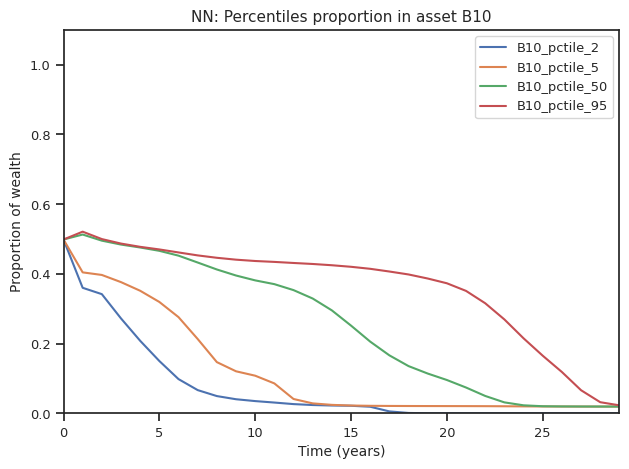 NN: Percentiles proportion in asset B10
B10_pctile_2
B10_pctile_5
B10_pctile_50
B10_pctile_95
1.0
0.8
0.6
0.4
0.2
0.0
Proportion of wealth
0 5 10 15 20 25
Time (years)